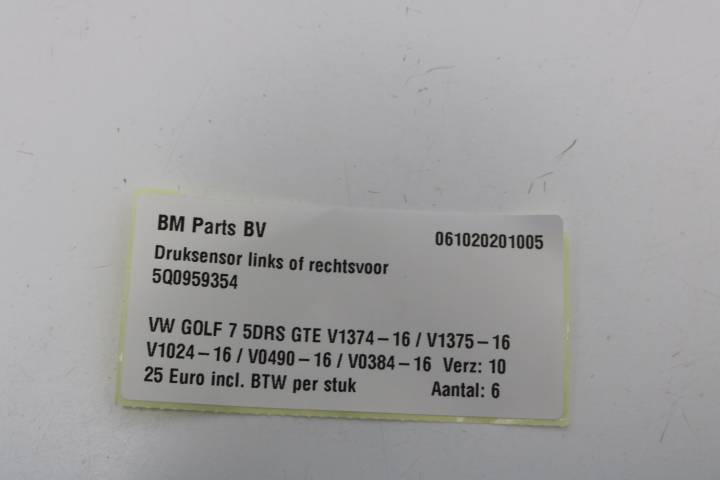 BM Parts BV 061020201005
Druksensor links of rechtsvoor
5Q0959354
VW GOLF 7 5DRS GTE V1374-16 / V1375-16
V1024-16 / V0490-16 / V0384-16 Verz: 10
25 Euro incl. BTW per stuk Aantal: 6